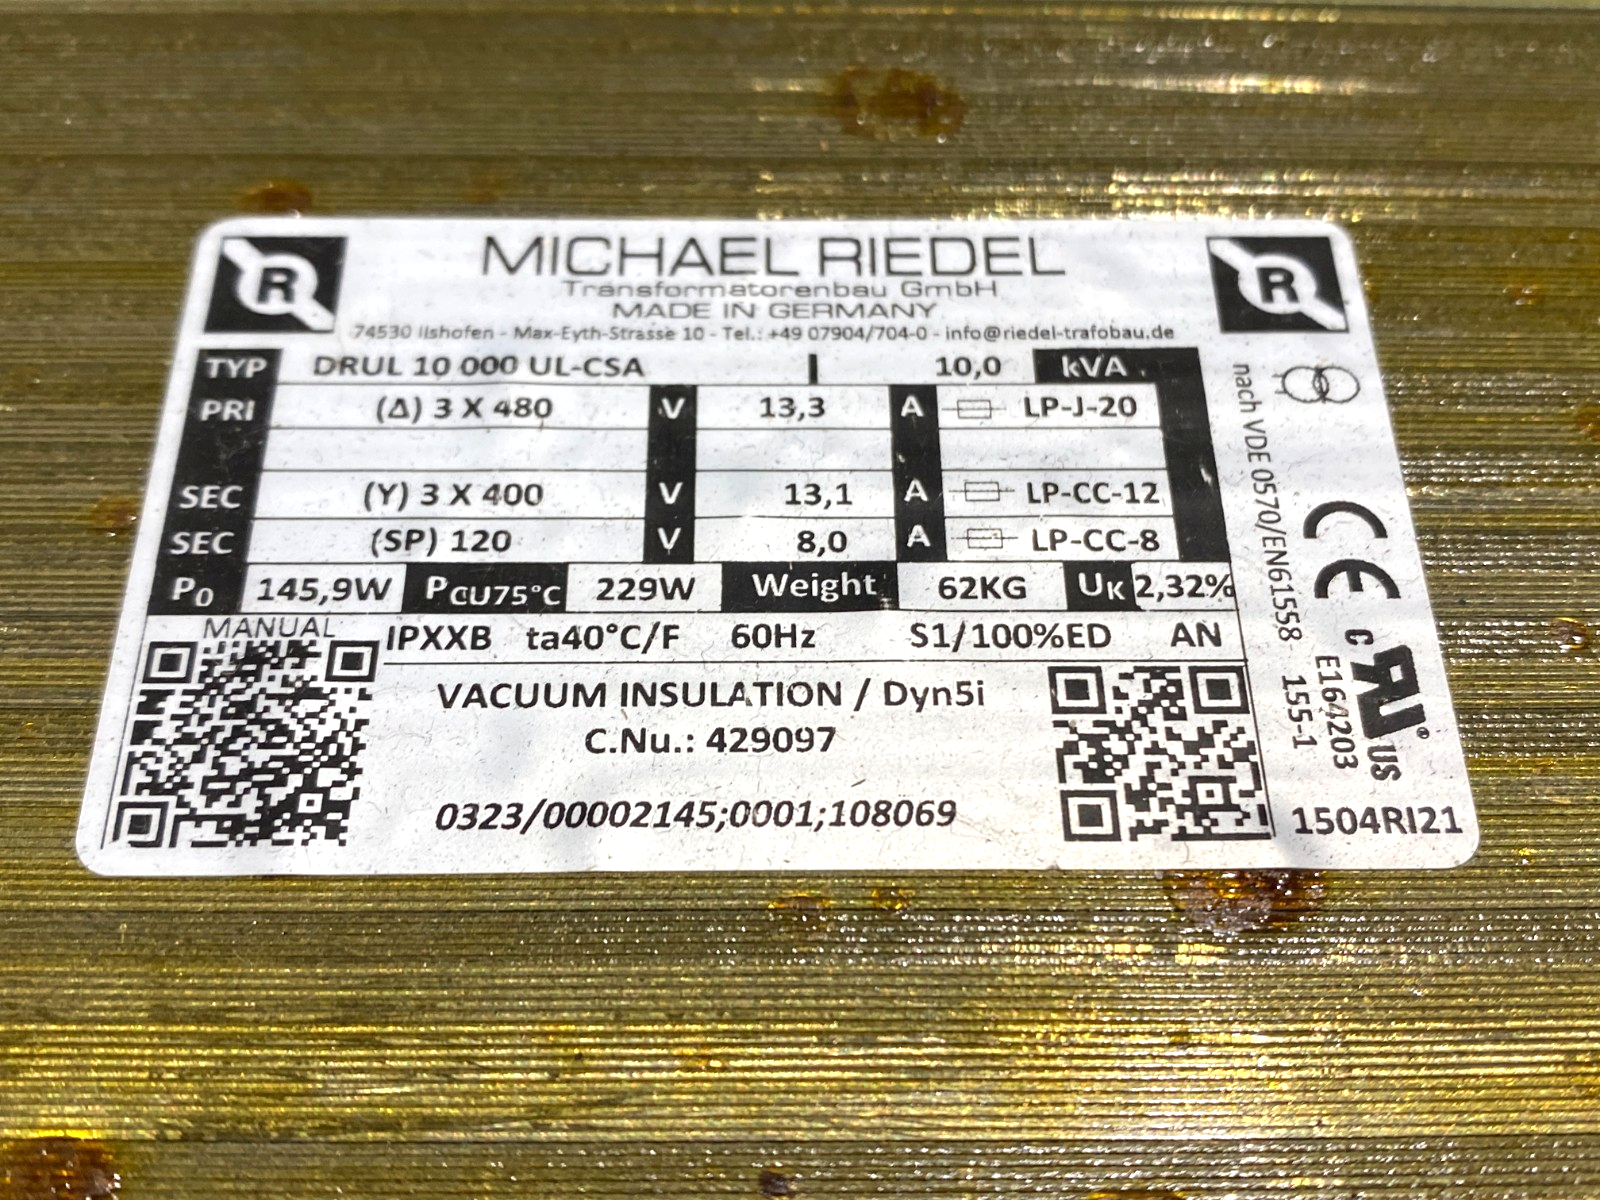 R
MICHAEL RIEDEL
R
Transformatorenbau GmbH
MADE IN GERMANY
74530 Ilshofen - Max-Eyth-Strasse 10 - Tel.: +49 07904/704-0 - info@riedel-trafobau.de
TYP DRUL 10 000 UL-CSA I 10,0 kVA
PRI (Δ) 3 X 480 V 13,3 A LP-J-20
SEC (Y) 3 X 400 V 13,1 A LP-CC-12
SEC (SP) 120 V 8,0 A LP-CC-8
P0 145,9W PCU75°C 229W Weight 62KG UK 2,32%
MANUAL IPXXB ta40°C/F 60Hz S1/100%ED AN
VACUUM INSULATION / Dyn5i
C.Nu.: 429097
0323/00002145;0001;108069
nach VDE 0570/EN61558- 155-1
CE
c RU US ®
E164203
1504RI21